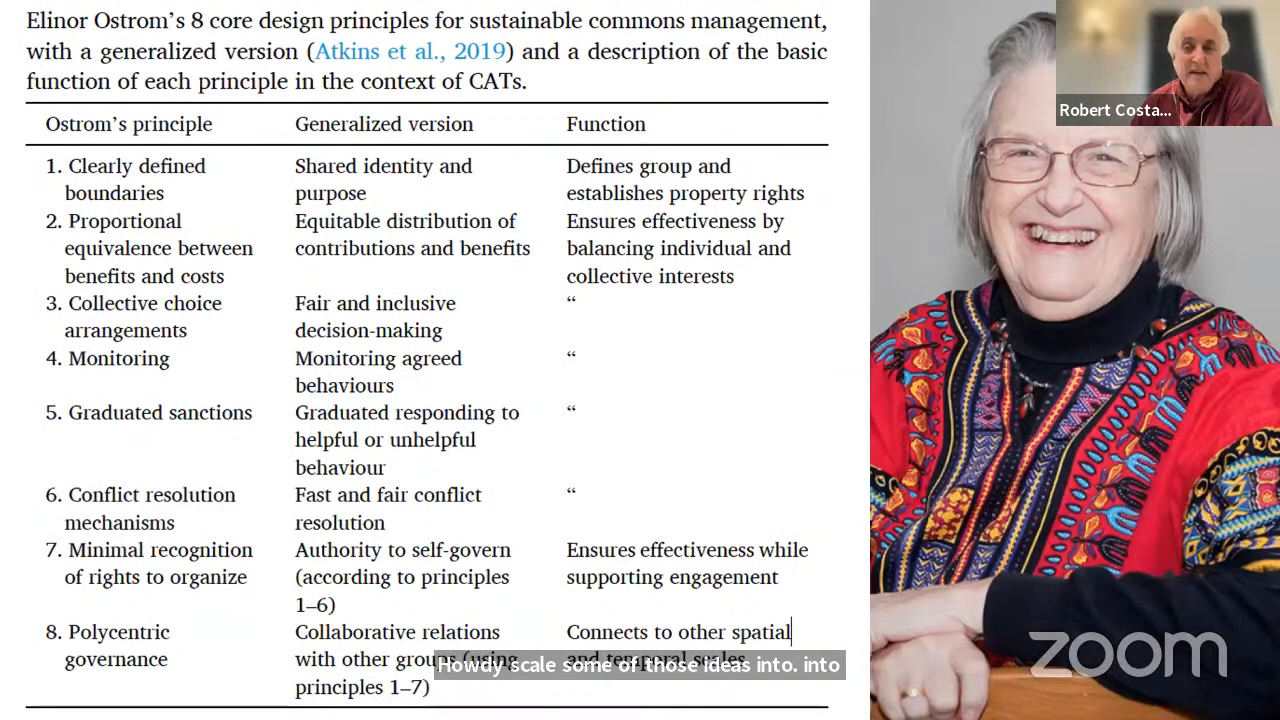 Elinor Ostrom's 8 core design principles for sustainable commons management,
with a generalized version (Atkins et al., 2019) and a description of the basic
function of each principle in the context of CATs.
Ostrom's principle Generalized version Function
1. Clearly defined Shared identity and Defines group and
boundaries purpose establishes property rights
2. Proportional Equitable distribution of Ensures effectiveness by
equivalence between contributions and benefits balancing individual and
benefits and costs collective interests
3. Collective choice Fair and inclusive “
arrangements decision-making
4. Monitoring Monitoring agreed “
behaviours
5. Graduated sanctions Graduated responding to “
helpful or unhelpful
behaviour
6. Conflict resolution Fast and fair conflict “
mechanisms resolution
7. Minimal recognition Authority to self-govern Ensures effectiveness while
of rights to organize (according to principles supporting engagement
1–6)
8. Polycentric Collaborative relations Connects to other spatial
governance with other groups (using and temporal scales
principles 1–7)
Howdy scale some of those ideas into. into
Robert Costa...
zoom